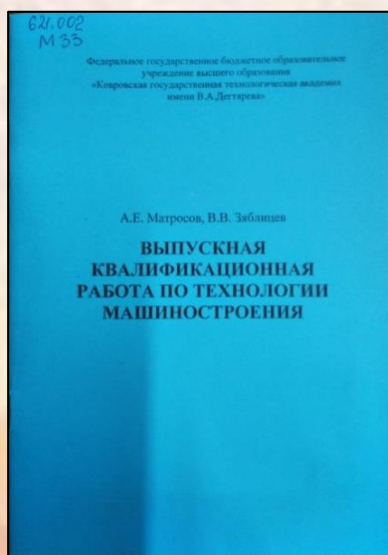 621.002
М 33
Федеральное государственное бюджетное образовательное
учреждение высшего образования
«Ковровская государственная технологическая академия
имени В.А.Дегтярева»
А.Е. Матросов, В.В. Зяблицев
ВЫПУСКНАЯ
КВАЛИФИКАЦИОННАЯ
РАБОТА ПО ТЕХНОЛОГИИ
МАШИНОСТРОЕНИЯ